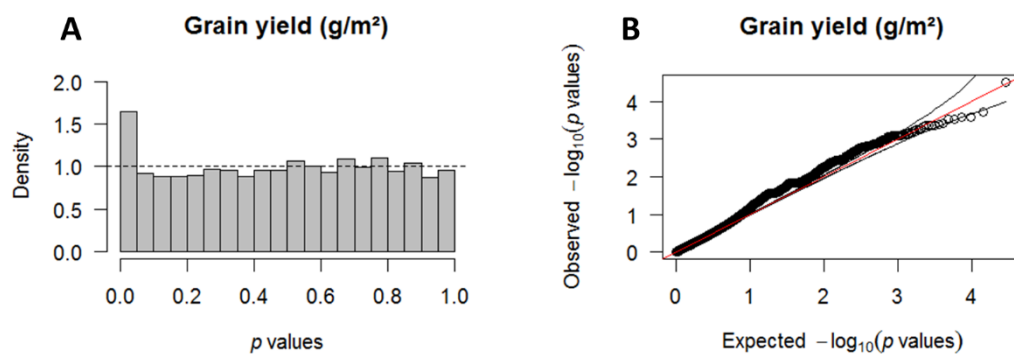 A
Grain yield (g/m²)
2.0
1.5
1.0
0.5
0.0
Density
0.0 0.2 0.4 0.6 0.8 1.0
p values
B
Grain yield (g/m²)
4
3
2
1
0
Observed −log10(p values)
0 1 2 3 4
Expected −log10(p values)